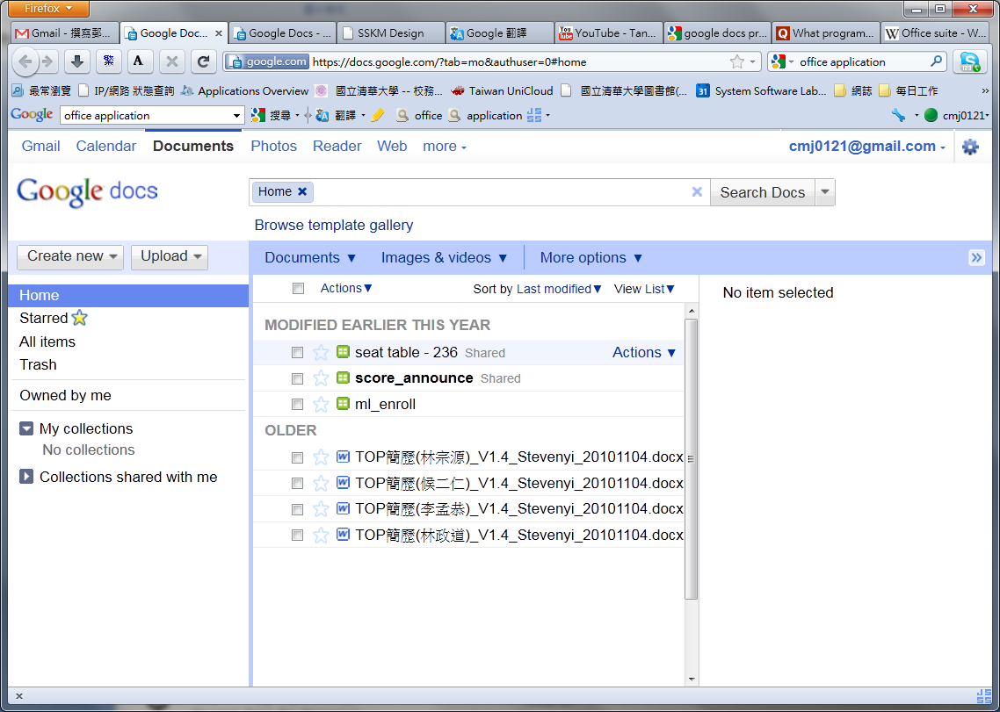 Firefox
Gmail - 撰寫郵... Google Doc... Google Docs - ... SSKM Design Google 翻譯 YouTube - Tan... google docs pr... What program... Office suite - W...
繁 A google.com https://docs.google.com/?tab=mo&authuser=0#home office application
最常瀏覽 IP/網路 狀態查詢 Applications Overview 國立清華大學 -- 校務... Taiwan UniCloud 國立清華大學圖書館(... 31 System Software Lab... 網誌 每日工作 »
Google office application 搜尋 翻譯 office application cmj0121
Gmail Calendar Documents Photos Reader Web more cmj0121@gmail.com
Google docs Home Search Docs
Browse template gallery
Create new Upload Documents Images & videos More options »
Home Actions Sort by Last modified View List No item selected
Starred
All items
Trash
Owned by me
My collections
No collections
Collections shared with me
MODIFIED EARLIER THIS YEAR
seat table - 236 Shared Actions
score_announce Shared
ml_enroll
OLDER
TOP簡歷(林宗源)_V1.4_Stevenyi_20101104.docx
TOP簡歷(候二仁)_V1.4_Stevenyi_20101104.docx
TOP簡歷(李孟恭)_V1.4_Stevenyi_20101104.docx
TOP簡歷(林政道)_V1.4_Stevenyi_20101104.docx